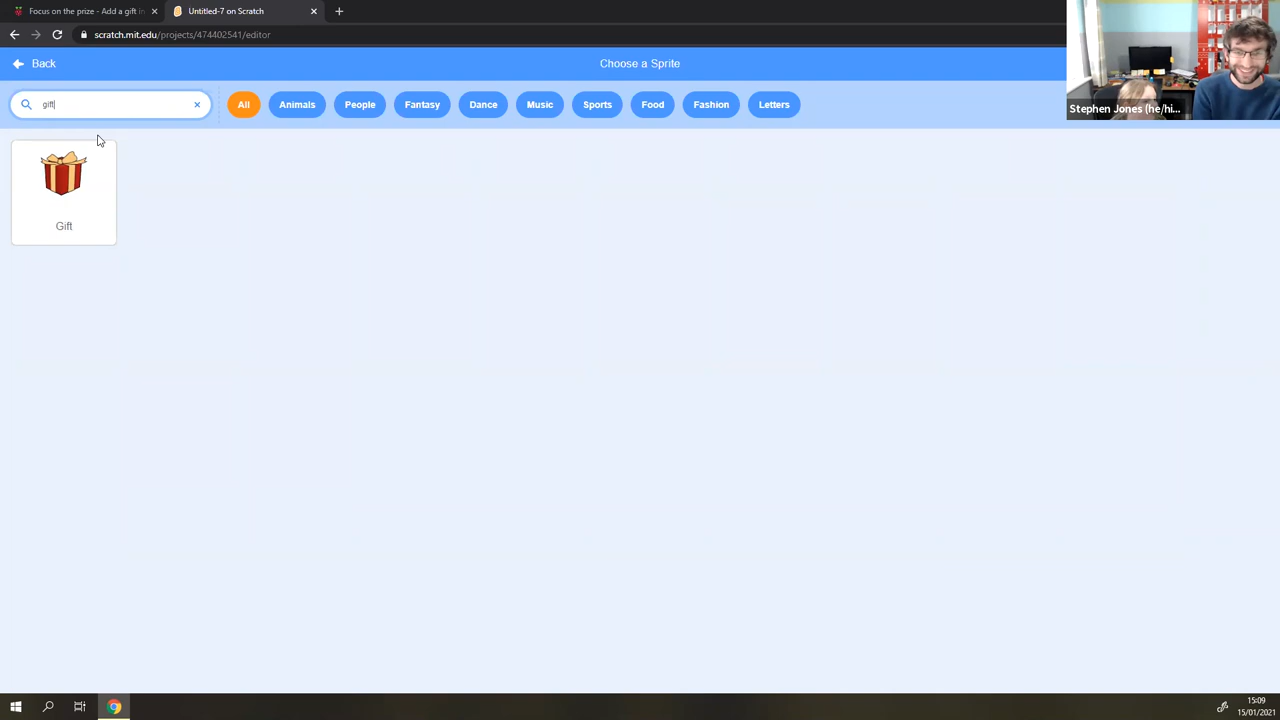 Focus on the prize - Add a gift in
Untitled-7 on Scratch
scratch.mit.edu/projects/474402541/editor
Back
Choose a Sprite
gift
All
Animals
People
Fantasy
Dance
Music
Sports
Food
Fashion
Letters
Stephen Jones (he/hi...
Gift
15:09
15/01/2021